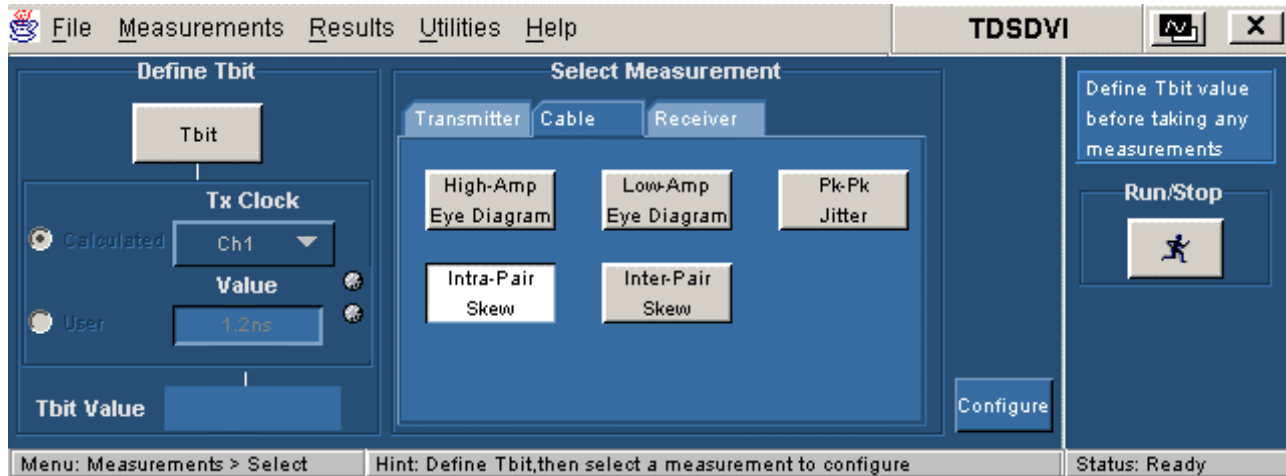 File Measurements Results Utilities Help
TDSDVI
X
Define Tbit
Tbit
Tx Clock
Calculated
Ch1
Value
User
1.2ns
Tbit Value
Select Measurement
Transmitter Cable Receiver
High-Amp
Eye Diagram
Low-Amp
Eye Diagram
Pk-Pk
Jitter
Intra-Pair
Skew
Inter-Pair
Skew
Configure
Define Tbit value
before taking any
measurements
Run/Stop
Menu: Measurements > Select
Hint: Define Tbit,then select a measurement to configure
Status: Ready